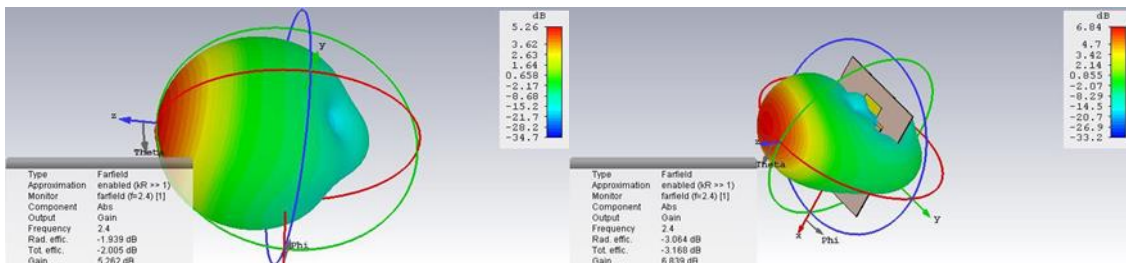 dB
5.26
3.62
2.63
1.64
0.658
-2.17
-8.68
-15.2
-21.7
-28.2
-34.7
y
z
Theta
Phi
Type Farfield
Approximation enabled (kR >> 1)
Monitor farfield (f=2.4) [1]
Component Abs
Output Gain
Frequency 2.4
Rad. effic. -1.939 dB
Tot. effic. -2.005 dB
Gain 5.262 dB
dB
6.84
4.7
3.42
2.14
0.855
-2.07
-8.29
-14.5
-20.7
-26.9
-33.2
z
Theta
y
x
Phi
Type Farfield
Approximation enabled (kR >> 1)
Monitor farfield (f=2.4) [1]
Component Abs
Output Gain
Frequency 2.4
Rad. effic. -3.064 dB
Tot. effic. -3.168 dB
Gain 6.839 dB